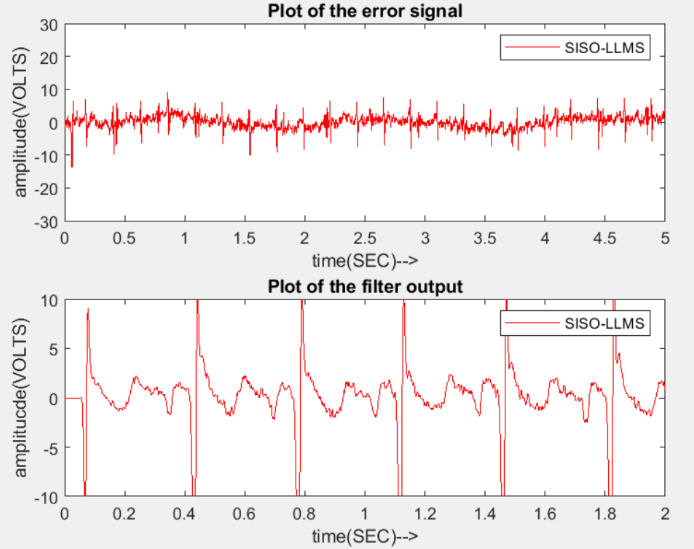 Plot of the error signal
30
20
10
0
-10
-20
-30
amplitude(VOLTS)
SISO-LLMS
0 0.5 1 1.5 2 2.5 3 3.5 4 4.5 5
time(SEC)-->
Plot of the filter output
10
5
0
-5
-10
amplitucde(VOLTS)
SISO-LLMS
0 0.2 0.4 0.6 0.8 1 1.2 1.4 1.6 1.8 2
time(SEC)-->